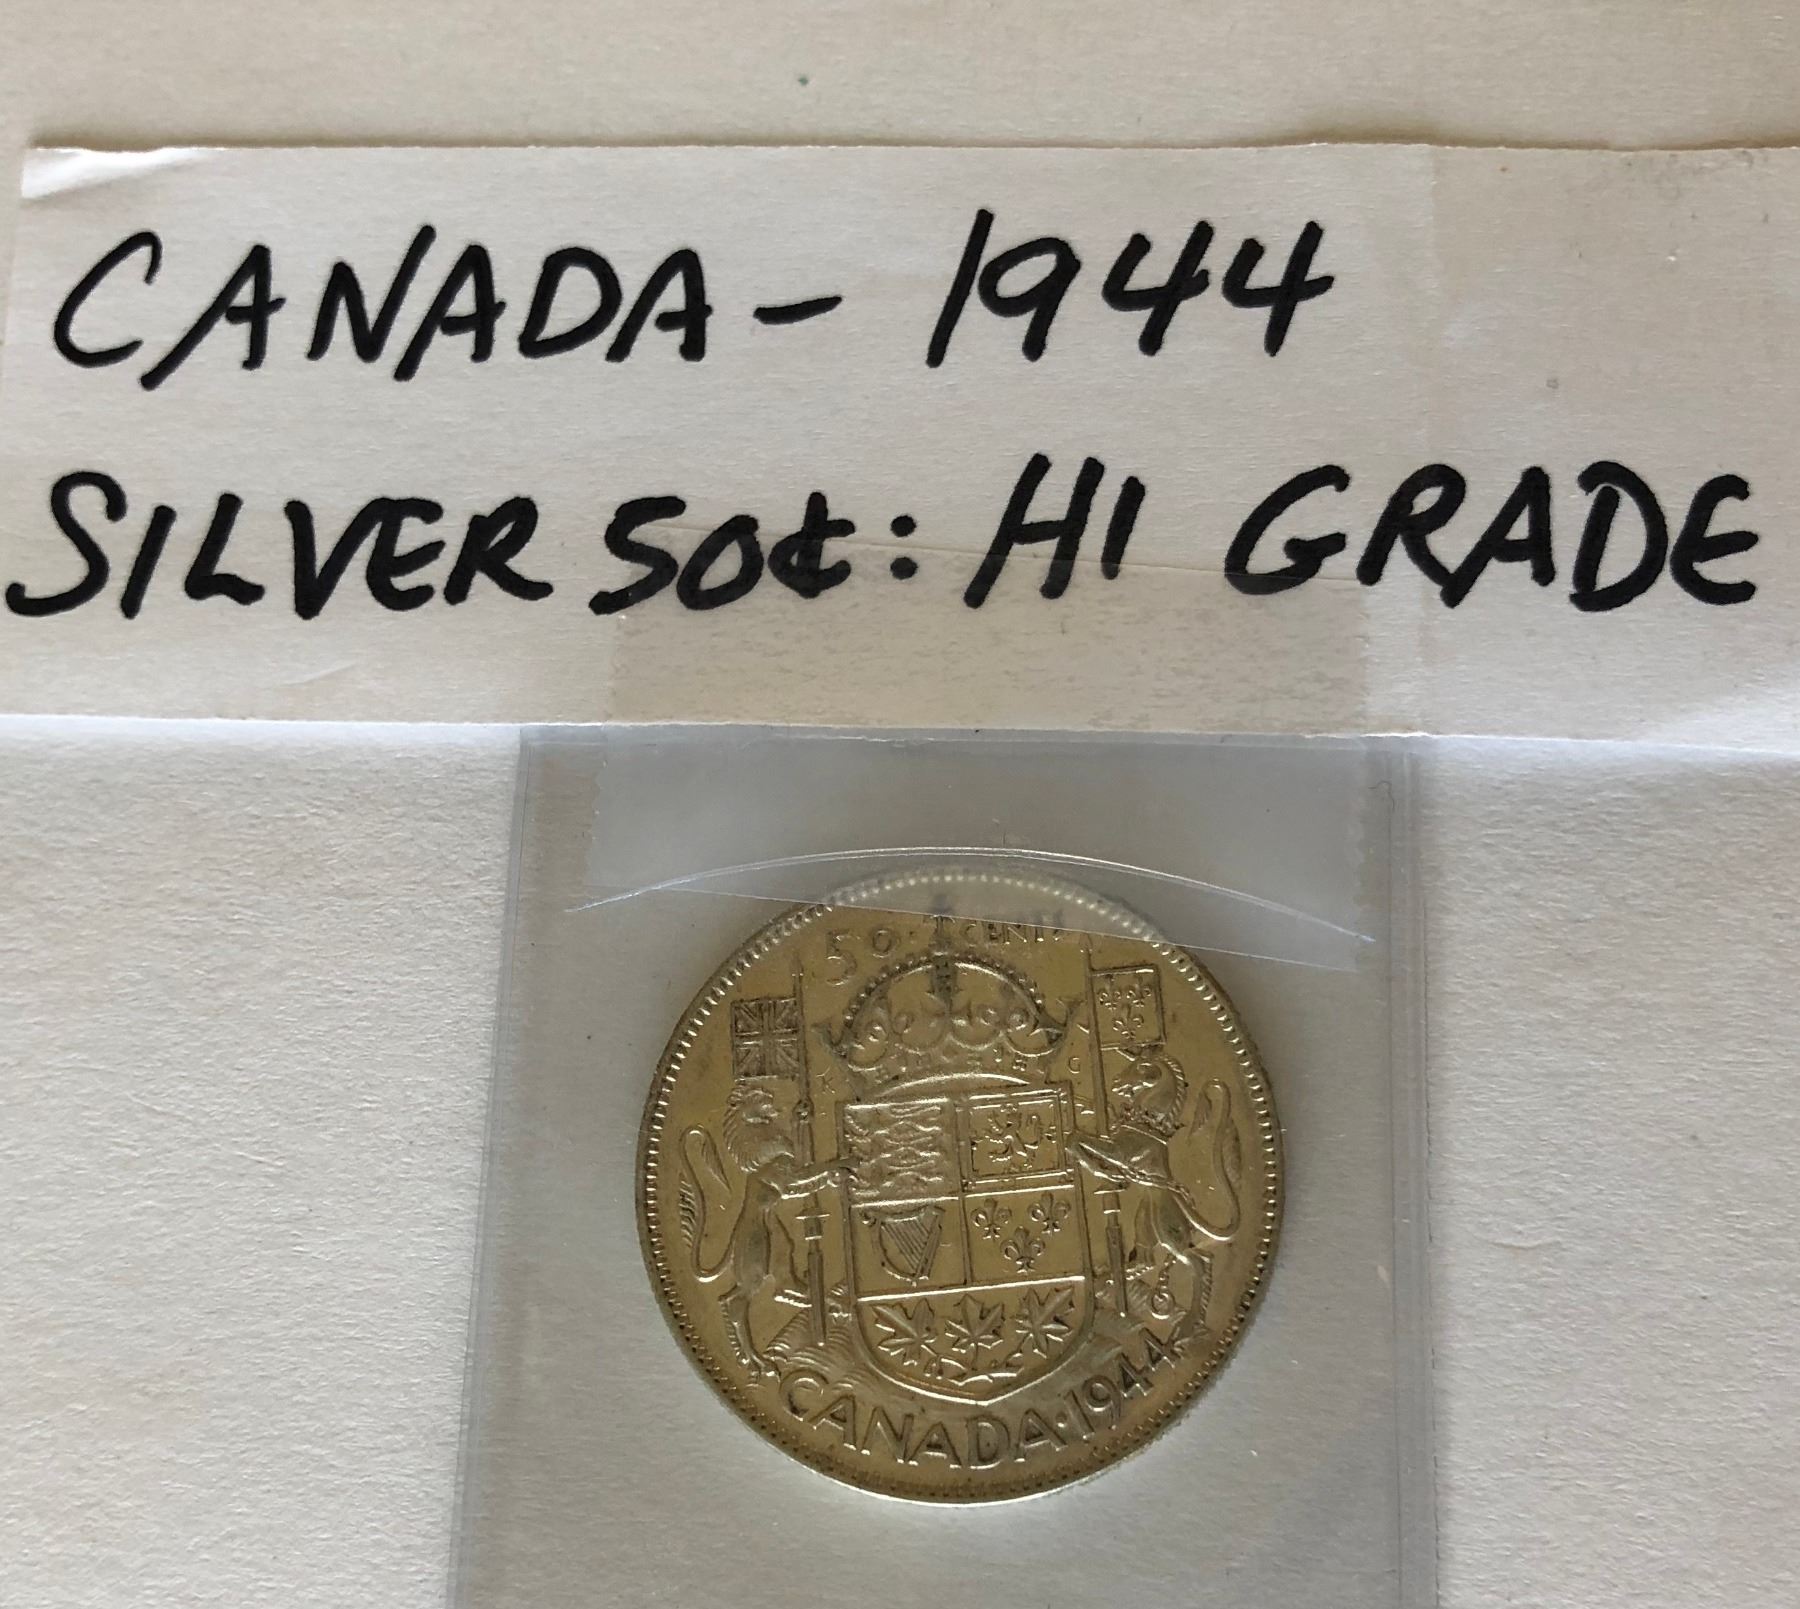 CANADA - 1944
SILVER 50¢: HI GRADE
50 CENTS
K G
CANADA·1944